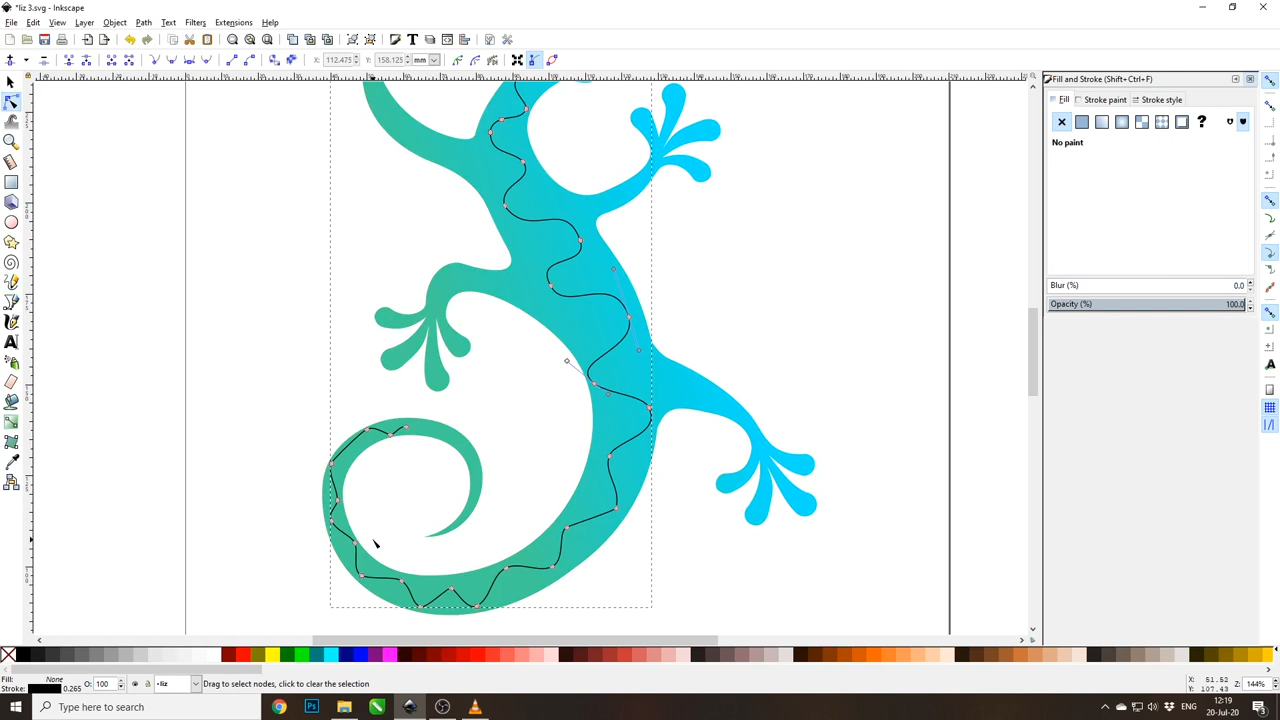 *liz 3.svg - Inkscape
File Edit View Layer Object Path Text Filters Extensions Help
X: 112.475 Y: 158.125 mm
Fill and Stroke (Shift+Ctrl+F)
Fill Stroke paint Stroke style
No paint
Blur (%) 0.0
Opacity (%) 100.0
Fill: None
Stroke: 0.265 O: 100 •liz Drag to select nodes, click to clear the selection X: 51.52 Y: 107.43 Z: 144%
Type here to search
ENG 12:19 20-Jul-20